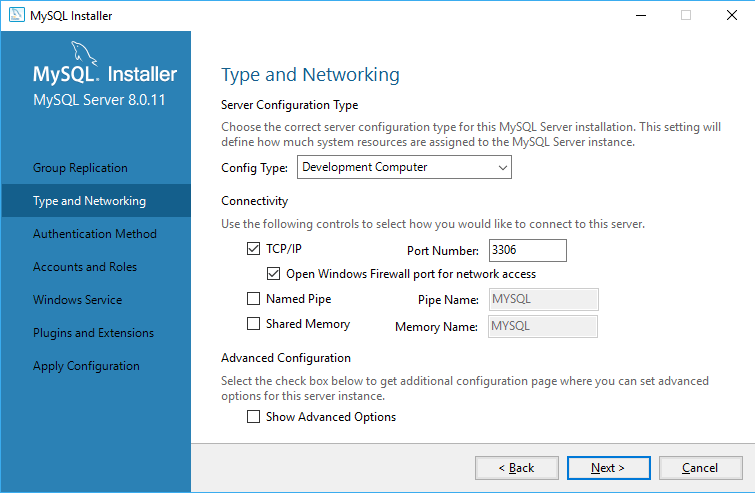 MySQL Installer
MySQL. Installer
MySQL Server 8.0.11
Group Replication
Type and Networking
Authentication Method
Accounts and Roles
Windows Service
Plugins and Extensions
Apply Configuration
Type and Networking
Server Configuration Type
Choose the correct server configuration type for this MySQL Server installation. This setting will
define how much system resources are assigned to the MySQL Server instance.
Config Type: Development Computer
Connectivity
Use the following controls to select how you would like to connect to this server.
TCP/IP Port Number: 3306
Open Windows Firewall port for network access
Named Pipe Pipe Name: MYSQL
Shared Memory Memory Name: MYSQL
Advanced Configuration
Select the check box below to get additional configuration page where you can set advanced
options for this server instance.
Show Advanced Options
< Back Next > Cancel